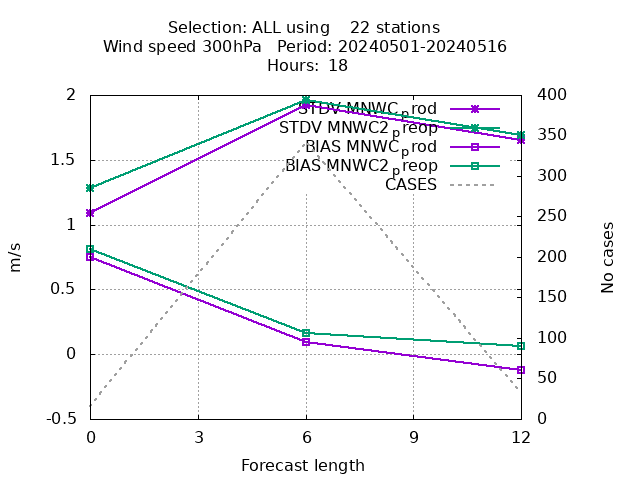 Selection: ALL using    22 stations
Wind speed 300hPa   Period: 20240501-20240516
Hours: 18
STDV MNWC_prod
STDV MNWC2_preop
BIAS MNWC_prod
BIAS MNWC2_preop
CASES
2
1.5
1
0.5
0
-0.5
m/s
400
350
300
250
200
150
100
50
0
No cases
0 3 6 9 12
Forecast length